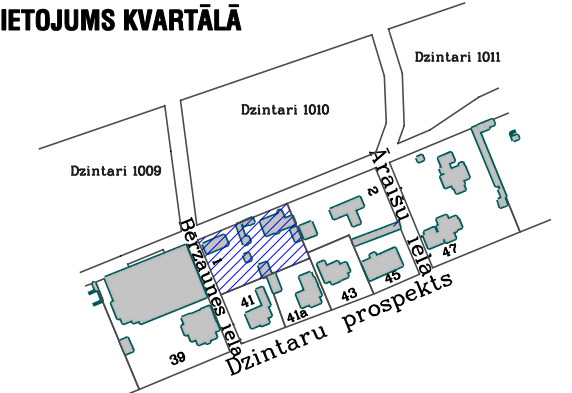 IETOJUMS KVARTĀLĀ
Dzintari 1011
Dzintari 1010
Dzintari 1009
Āraišu iela
Bērzaunes iela
Dzintaru prospekts
1
2
6
39
41
41a
43
45
47